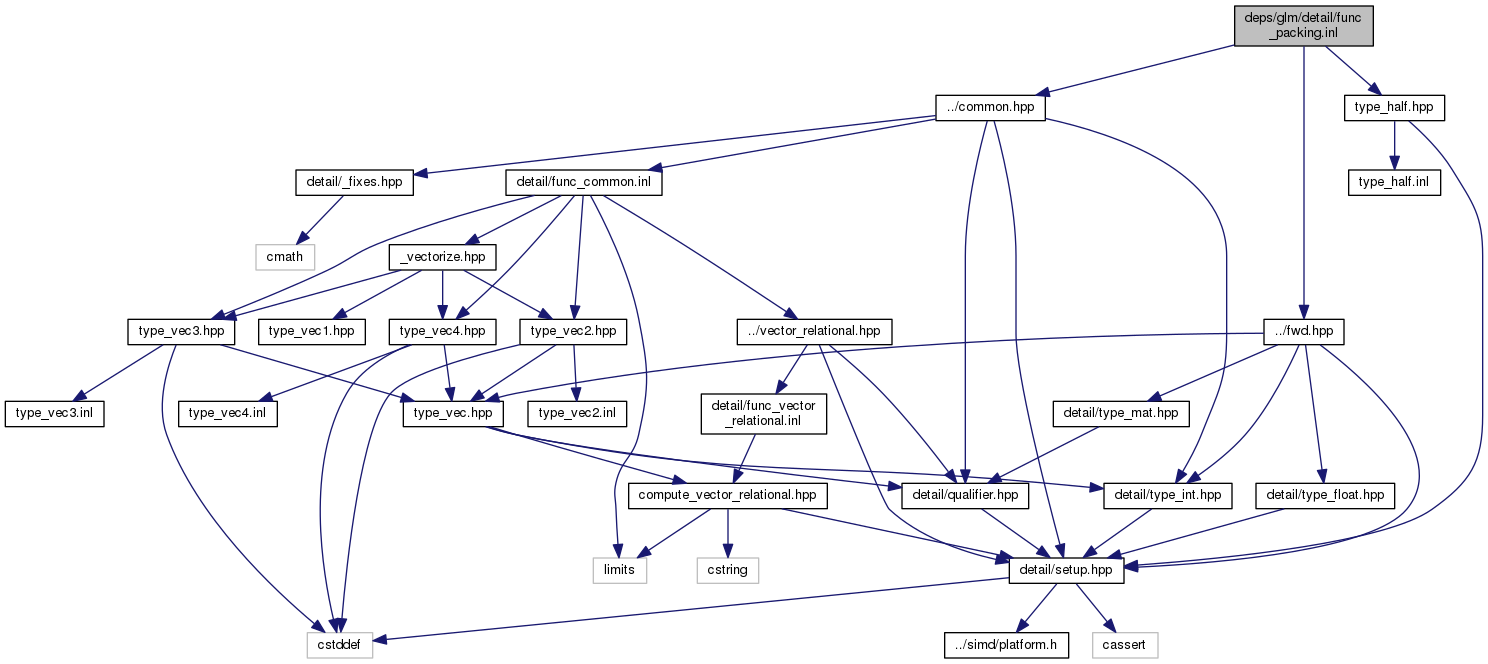 deps/glm/detail/func
_packing.inl
../common.hpp
type_half.hpp
detail/_fixes.hpp
detail/func_common.inl
type_half.inl
cmath
_vectorize.hpp
type_vec3.hpp
type_vec1.hpp
type_vec4.hpp
type_vec2.hpp
../vector_relational.hpp
../fwd.hpp
type_vec3.inl
type_vec4.inl
type_vec.hpp
type_vec2.inl
detail/func_vector
_relational.inl
detail/type_mat.hpp
compute_vector_relational.hpp
detail/qualifier.hpp
detail/type_int.hpp
detail/type_float.hpp
limits
cstring
detail/setup.hpp
cstddef
../simd/platform.h
cassert